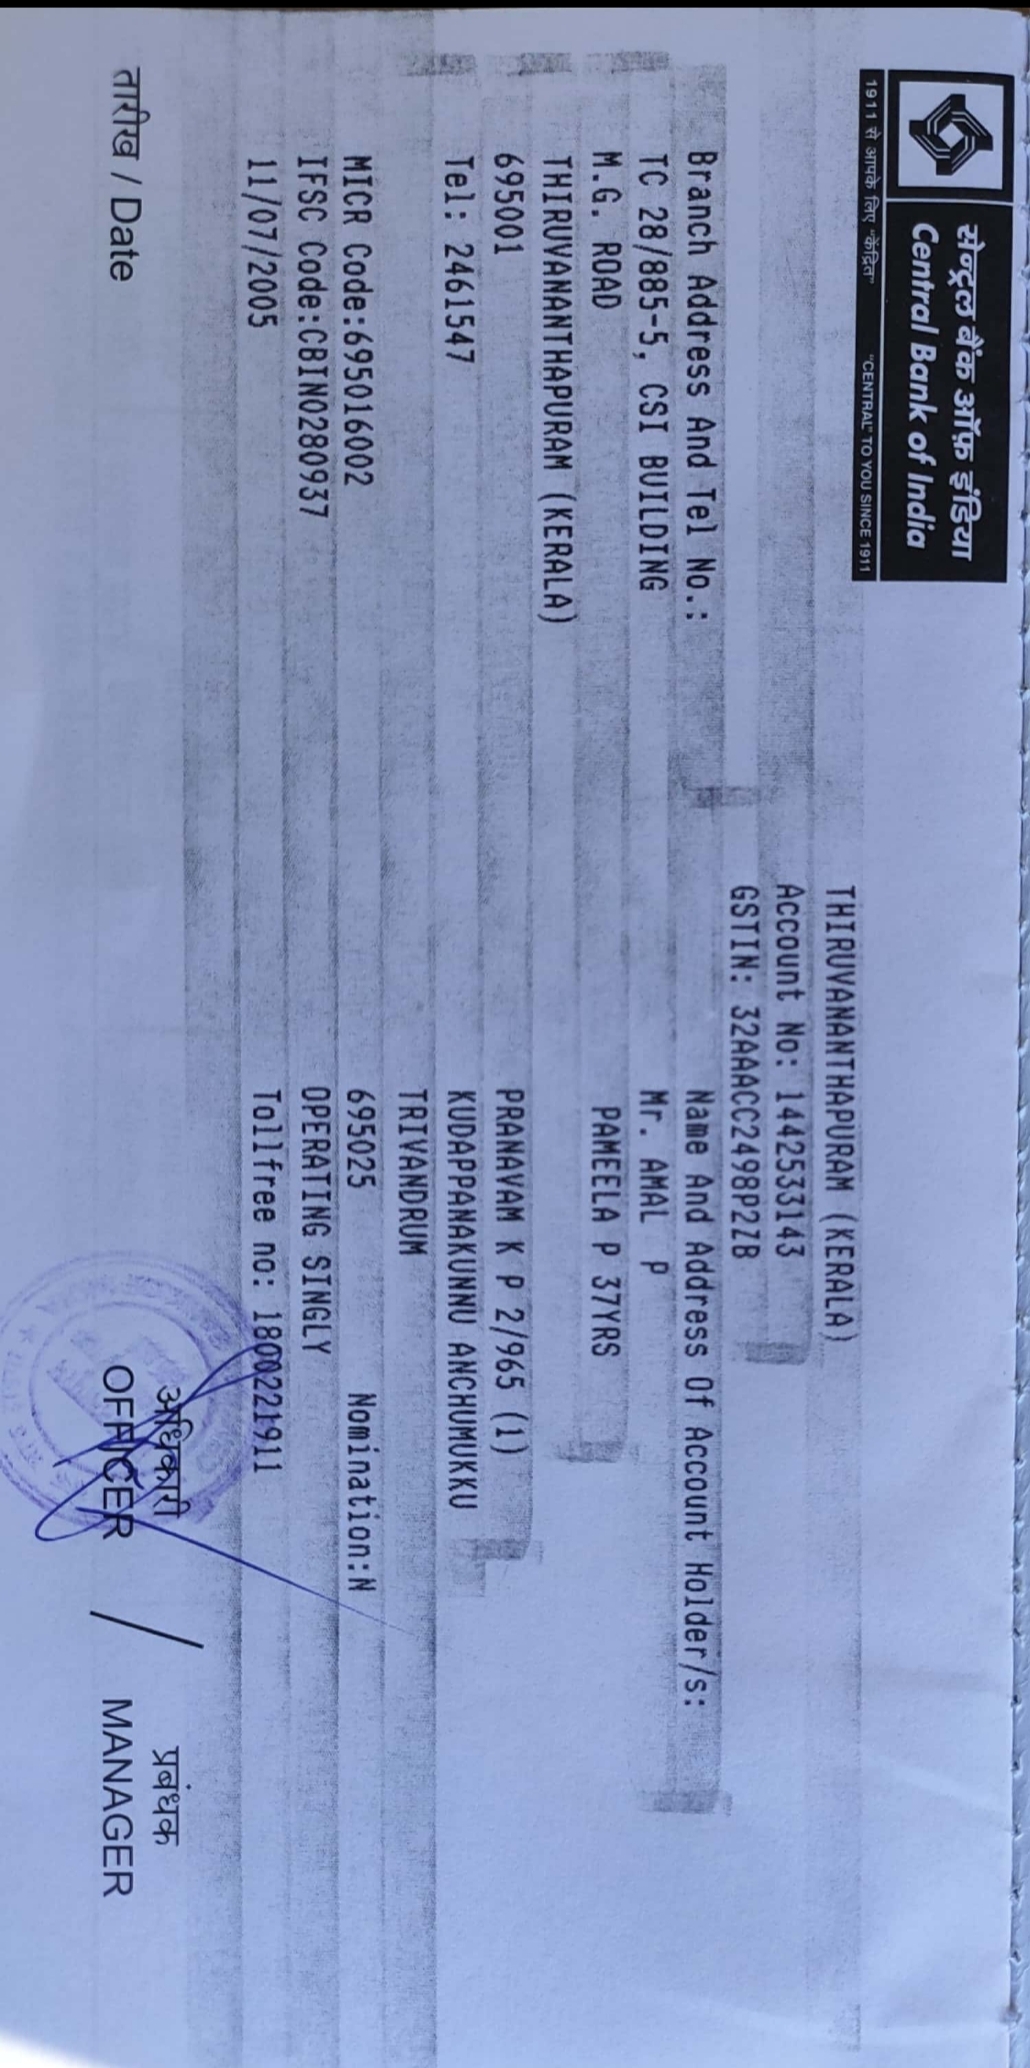 सेन्ट्रल बैंक ऑफ़ इंडिया
Central Bank of India
1911 से आपके लिए "केंद्रित" "CENTRAL" TO YOU SINCE 1911
THIRUVANANTHAPURAM (KERALA)
Account No: 1442533143
GSTIN: 32AAACC2498P2ZB
Branch Address And Tel No.: Name And Address Of Account Holder/s:
TC 28/885-5, CSI BUILDING Mr. AMAL P
M.G. ROAD PAMEELA P 37YRS
THIRUVANANTHAPURAM (KERALA)
695001 PRANAVAM K P 2/965 (1)
Tel: 2461547 KUDAPPANAKUNNU ANCHUMUKKU
TRIVANDRUM
MICR Code:695016002 695025 Nomination:N
IFSC Code:CBIN0280937 OPERATING SINGLY
11/07/2005 Tollfree no: 1800221911
अधिकारी प्रबंधक
तारीख / Date OFFICER / MANAGER